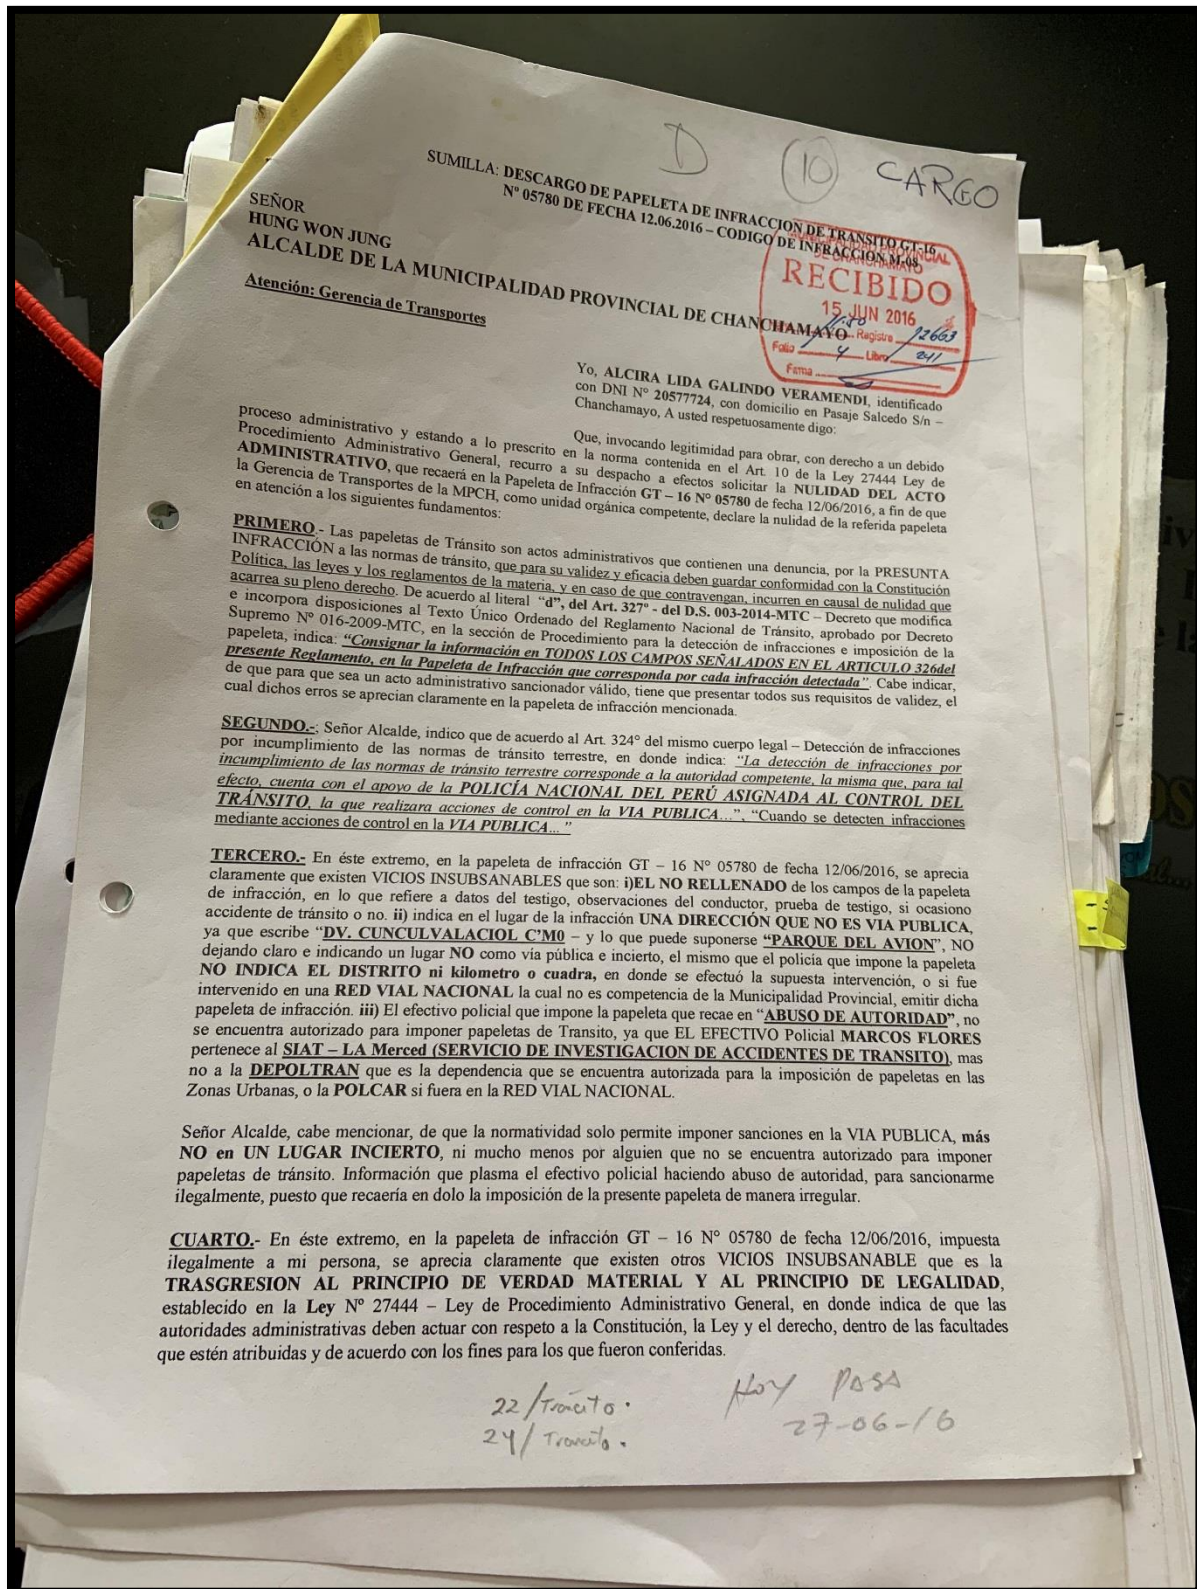 D (10) CARGO
SUMILLA: DESCARGO DE PAPELETA DE INFRACCION DE TRANSITO GT-16
N° 05780 DE FECHA 12.06.2016 – CODIGO DE INFRACCION M-08
SEÑOR
HUNG WON JUNG
ALCALDE DE LA MUNICIPALIDAD PROVINCIAL DE CHANCHAMAYO
Atención: Gerencia de Transportes
MUNICIPALIDAD PROVINCIAL
DE CHANCHAMAYO
RECIBIDO
15 JUN 2016
Registro 12663
Folio 4 Libro 241
Firma
Yo, ALCIRA LIDA GALINDO VERAMENDI, identificado
con DNI N° 20577724, con domicilio en Pasaje Salcedo S/n –
Chanchamayo, A usted respetuosamente digo:
Que, invocando legitimidad para obrar, con derecho a un debido
proceso administrativo y estando a lo prescrito en la norma contenida en el Art. 10 de la Ley 27444 Ley de
Procedimiento Administrativo General, recurro a su despacho a efectos solicitar la NULIDAD DEL ACTO
ADMINISTRATIVO, que recaerá en la Papeleta de Infracción GT – 16 N° 05780 de fecha 12/06/2016, a fin de que
la Gerencia de Transportes de la MPCH, como unidad orgánica competente, declare la nulidad de la referida papeleta
en atención a los siguientes fundamentos:
PRIMERO.- Las papeletas de Tránsito son actos administrativos que contienen una denuncia, por la PRESUNTA
INFRACCIÓN a las normas de tránsito, que para su validez y eficacia deben guardar conformidad con la Constitución
Política, las leyes y los reglamentos de la materia, y en caso de que contravengan, incurren en causal de nulidad que
acarrea su pleno derecho. De acuerdo al literal “d”, del Art. 327° - del D.S. 003-2014-MTC – Decreto que modifica
e incorpora disposiciones al Texto Único Ordenado del Reglamento Nacional de Tránsito, aprobado por Decreto
Supremo N° 016-2009-MTC, en la sección de Procedimiento para la detección de infracciones e imposición de la
papeleta, indica: “Consignar la información en TODOS LOS CAMPOS SEÑALADOS EN EL ARTICULO 326del
presente Reglamento, en la Papeleta de Infracción que corresponda por cada infracción detectada”. Cabe indicar,
de que para que sea un acto administrativo sancionador válido, tiene que presentar todos sus requisitos de validez, el
cual dichos erros se aprecian claramente en la papeleta de infracción mencionada.
SEGUNDO.-; Señor Alcalde, indico que de acuerdo al Art. 324° del mismo cuerpo legal – Detección de infracciones
por incumplimiento de las normas de tránsito terrestre, en donde indica: “La detección de infracciones por
incumplimiento de las normas de tránsito terrestre corresponde a la autoridad competente, la misma que, para tal
efecto, cuenta con el apoyo de la POLICÍA NACIONAL DEL PERÚ ASIGNADA AL CONTROL DEL
TRÁNSITO, la que realizara acciones de control en la VIA PUBLICA…”, “Cuando se detecten infracciones
mediante acciones de control en la VIA PUBLICA… ”
TERCERO.- En éste extremo, en la papeleta de infracción GT – 16 N° 05780 de fecha 12/06/2016, se aprecia
claramente que existen VICIOS INSUBSANABLES que son: i)EL NO RELLENADO de los campos de la papeleta
de infracción, en lo que refiere a datos del testigo, observaciones del conductor, prueba de testigo, si ocasiono
accidente de tránsito o no. ii) indica en el lugar de la infracción UNA DIRECCIÓN QUE NO ES VIA PUBLICA,
ya que escribe “DV. CUNCULVALACIOL C’M0 – y lo que puede suponerse “PARQUE DEL AVION”, NO
dejando claro e indicando un lugar NO como vía pública e incierto, el mismo que el policía que impone la papeleta
NO INDICA EL DISTRITO ni kilometro o cuadra, en donde se efectuó la supuesta intervención, o si fue
intervenido en una RED VIAL NACIONAL la cual no es competencia de la Municipalidad Provincial, emitir dicha
papeleta de infracción. iii) El efectivo policial que impone la papeleta que recae en “ABUSO DE AUTORIDAD”, no
se encuentra autorizado para imponer papeletas de Transito, ya que EL EFECTIVO Policial MARCOS FLORES
pertenece al SIAT – LA Merced (SERVICIO DE INVESTIGACION DE ACCIDENTES DE TRANSITO), mas
no a la DEPOLTRAN que es la dependencia que se encuentra autorizada para la imposición de papeletas en las
Zonas Urbanas, o la POLCAR si fuera en la RED VIAL NACIONAL.
Señor Alcalde, cabe mencionar, de que la normatividad solo permite imponer sanciones en la VIA PUBLICA, más
NO en UN LUGAR INCIERTO, ni mucho menos por alguien que no se encuentra autorizado para imponer
papeletas de tránsito. Información que plasma el efectivo policial haciendo abuso de autoridad, para sancionarme
ilegalmente, puesto que recaería en dolo la imposición de la presente papeleta de manera irregular.
CUARTO.- En éste extremo, en la papeleta de infracción GT – 16 N° 05780 de fecha 12/06/2016, impuesta
ilegalmente a mi persona, se aprecia claramente que existen otros VICIOS INSUBSANABLE que es la
TRASGRESION AL PRINCIPIO DE VERDAD MATERIAL Y AL PRINCIPIO DE LEGALIDAD,
establecido en la Ley N° 27444 – Ley de Procedimiento Administrativo General, en donde indica de que las
autoridades administrativas deben actuar con respeto a la Constitución, la Ley y el derecho, dentro de las facultades
que estén atribuidas y de acuerdo con los fines para los que fueron conferidas.
22/Tráncito.
24/Trancito.
HOY PASA
27-06-16